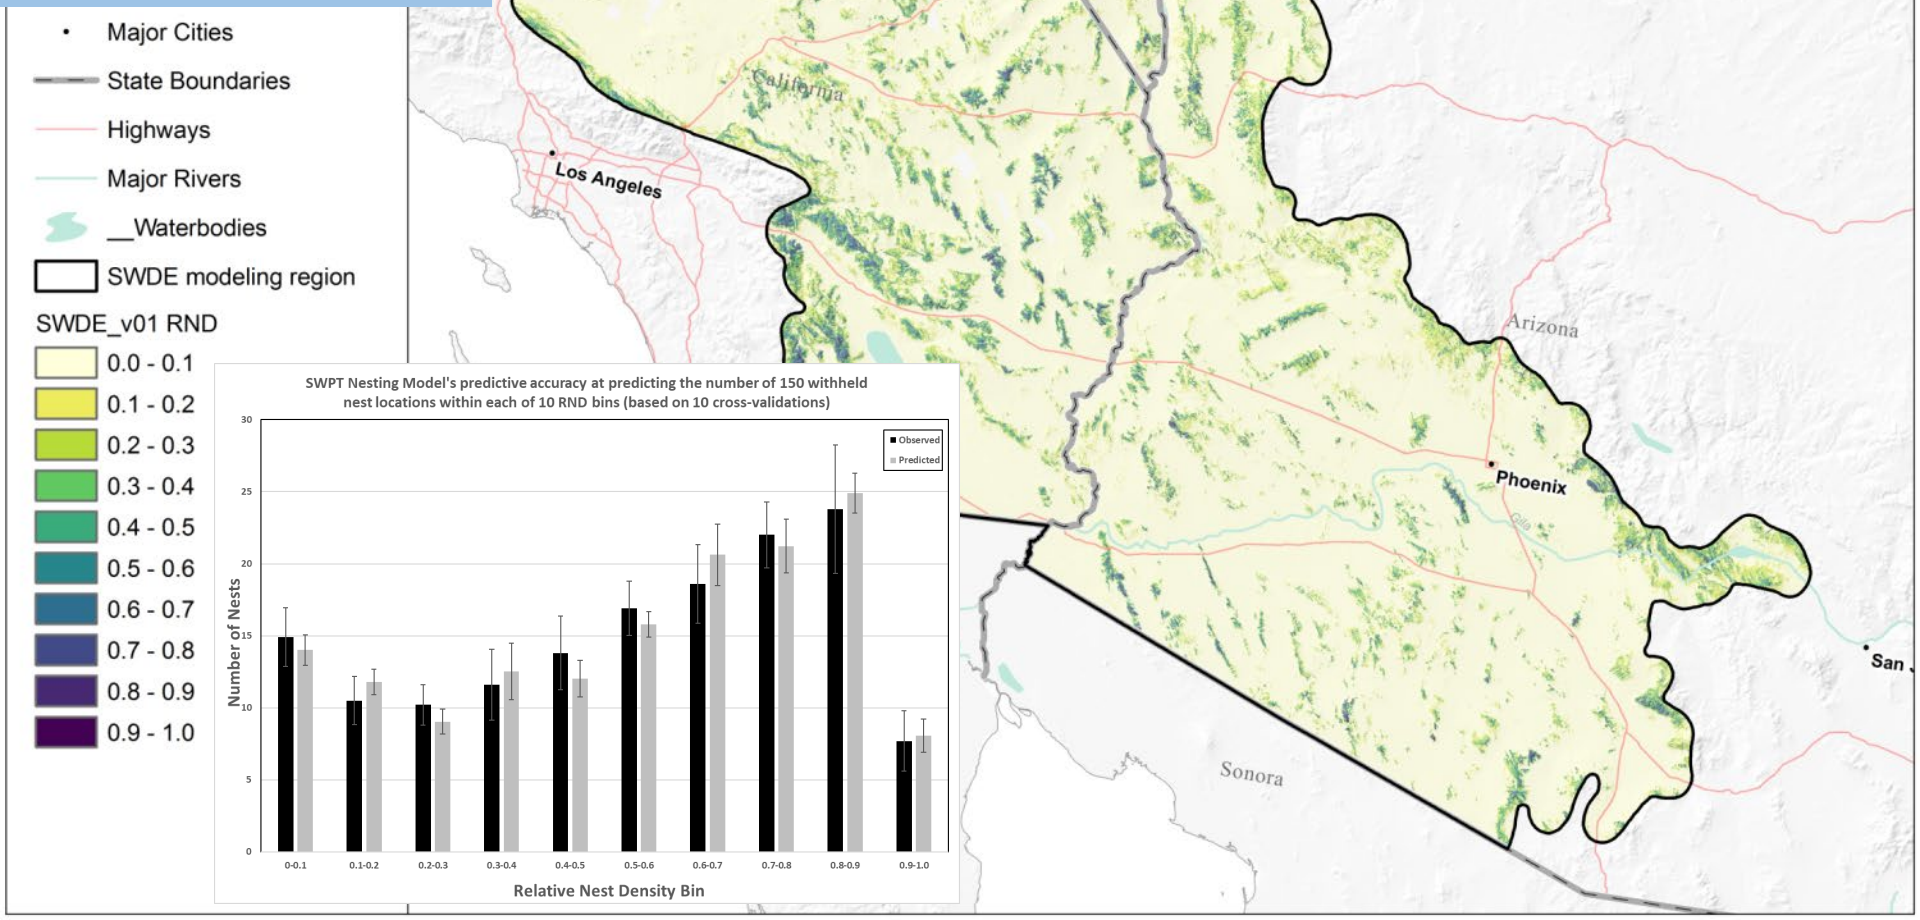 Major Cities
State Boundaries
Highways
Major Rivers
__Waterbodies
SWDE modeling region
SWDE_v01 RND
0.0 - 0.1
0.1 - 0.2
0.2 - 0.3
0.3 - 0.4
0.4 - 0.5
0.5 - 0.6
0.6 - 0.7
0.7 - 0.8
0.8 - 0.9
0.9 - 1.0
California
Los Angeles
Arizona
Phoenix
Gila
San
Sonora
SWPT Nesting Model's predictive accuracy at predicting the number of 150 withheld
nest locations within each of 10 RND bins (based on 10 cross-validations)
Observed
Predicted
Number of Nests
30
25
20
15
10
5
0
0-0.1 0.1-0.2 0.2-0.3 0.3-0.4 0.4-0.5 0.5-0.6 0.6-0.7 0.7-0.8 0.8-0.9 0.9-1.0
Relative Nest Density Bin